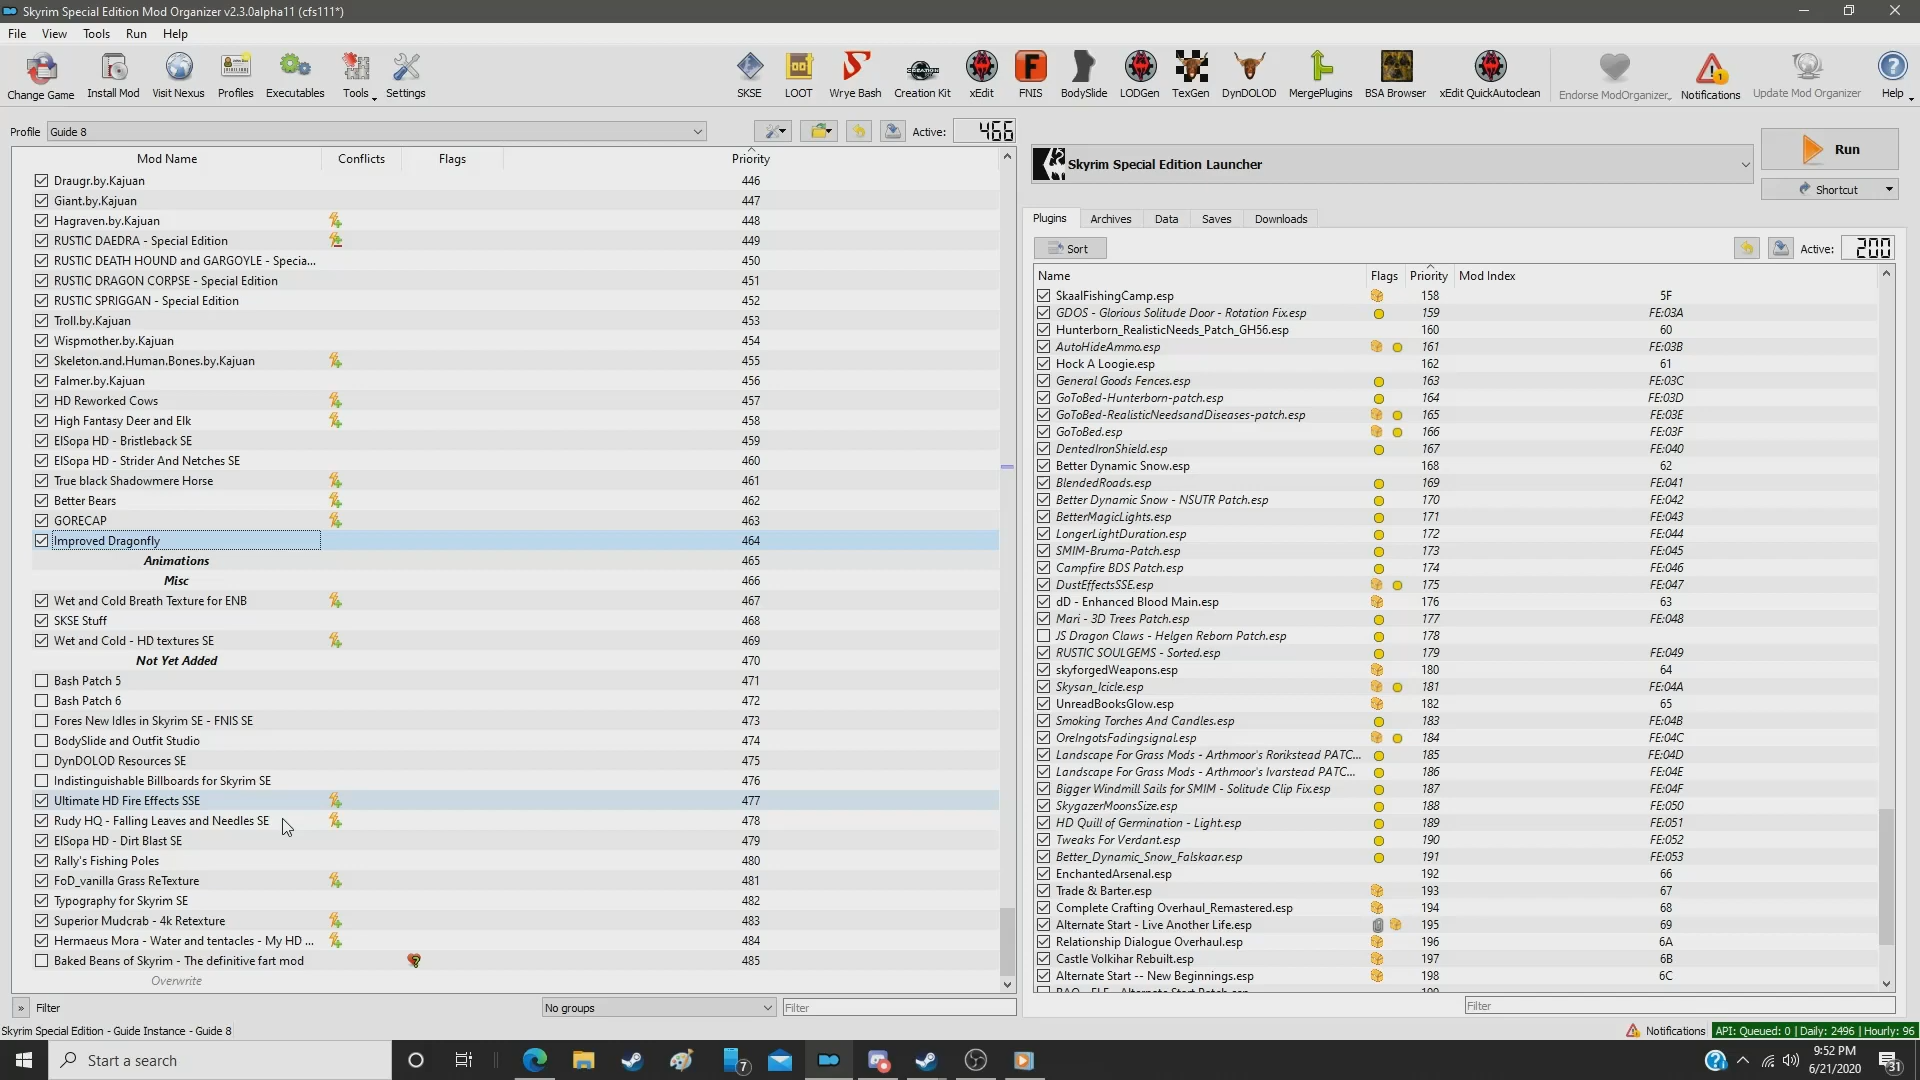 Skyrim Special Edition Mod Organizer v2.3.0alpha11 (cfs111*)
File View Tools Run Help
Change Game Install Mod Visit Nexus Profiles Executables Tools Settings SKSE LOOT Wrye Bash Creation Kit xEdit FNIS BodySlide LODGen TexGen DynDOLOD MergePlugins BSA Browser xEdit QuickAutoclean Endorse ModOrganizer Notifications Update Mod Organizer Help
Profile Guide 8 Active: 466
Mod Name Conflicts Flags Priority
Draugr.by.Kajuan 446
Giant.by.Kajuan 447
Hagraven.by.Kajuan 448
RUSTIC DAEDRA - Special Edition 449
RUSTIC DEATH HOUND and GARGOYLE - Specia... 450
RUSTIC DRAGON CORPSE - Special Edition 451
RUSTIC SPRIGGAN - Special Edition 452
Troll.by.Kajuan 453
Wispmother.by.Kajuan 454
Skeleton.and.Human.Bones.by.Kajuan 455
Falmer.by.Kajuan 456
HD Reworked Cows 457
High Fantasy Deer and Elk 458
ElSopa HD - Bristleback SE 459
ElSopa HD - Strider And Netches SE 460
True black Shadowmere Horse 461
Better Bears 462
GORECAP 463
Improved Dragonfly 464
Animations 465
Misc 466
Wet and Cold Breath Texture for ENB 467
SKSE Stuff 468
Wet and Cold - HD textures SE 469
Not Yet Added 470
Bash Patch 5 471
Bash Patch 6 472
Fores New Idles in Skyrim SE - FNIS SE 473
BodySlide and Outfit Studio 474
DynDOLOD Resources SE 475
Indistinguishable Billboards for Skyrim SE 476
Ultimate HD Fire Effects SSE 477
Rudy HQ - Falling Leaves and Needles SE 478
ElSopa HD - Dirt Blast SE 479
Rally's Fishing Poles 480
FoD_vanilla Grass ReTexture 481
Typography for Skyrim SE 482
Superior Mudcrab - 4k Retexture 483
Hermaeus Mora - Water and tentacles - My HD ... 484
Baked Beans of Skyrim - The definitive fart mod 485
Overwrite
» Filter No groups Filter
Skyrim Special Edition Launcher
Run
Shortcut
Plugins Archives Data Saves Downloads
Sort Active: 200
Name Flags Priority Mod Index
SkaalFishingCamp.esp 158 5F
GDOS - Glorious Solitude Door - Rotation Fix.esp 159 FE:03A
Hunterborn_RealisticNeeds_Patch_GH56.esp 160 60
AutoHideAmmo.esp 161 FE:03B
Hock A Loogie.esp 162 61
General Goods Fences.esp 163 FE:03C
GoToBed-Hunterborn-patch.esp 164 FE:03D
GoToBed-RealisticNeedsandDiseases-patch.esp 165 FE:03E
GoToBed.esp 166 FE:03F
DentedIronShield.esp 167 FE:040
Better Dynamic Snow.esp 168 62
BlendedRoads.esp 169 FE:041
Better Dynamic Snow - NSUTR Patch.esp 170 FE:042
BetterMagicLights.esp 171 FE:043
LongerLightDuration.esp 172 FE:044
SMIM-Bruma-Patch.esp 173 FE:045
Campfire BDS Patch.esp 174 FE:046
DustEffectsSSE.esp 175 FE:047
dD - Enhanced Blood Main.esp 176 63
Mari - 3D Trees Patch.esp 177 FE:048
JS Dragon Claws - Helgen Reborn Patch.esp 178
RUSTIC SOULGEMS - Sorted.esp 179 FE:049
skyforgedWeapons.esp 180 64
Skysan_Icicle.esp 181 FE:04A
UnreadBooksGlow.esp 182 65
Smoking Torches And Candles.esp 183 FE:04B
OreIngotsFadingsignal.esp 184 FE:04C
Landscape For Grass Mods - Arthmoor's Rorikstead PATC... 185 FE:04D
Landscape For Grass Mods - Arthmoor's Ivarstead PATC... 186 FE:04E
Bigger Windmill Sails for SMIM - Solitude Clip Fix.esp 187 FE:04F
SkygazerMoonsSize.esp 188 FE:050
HD Quill of Germination - Light.esp 189 FE:051
Tweaks For Verdant.esp 190 FE:052
Better_Dynamic_Snow_Falskaar.esp 191 FE:053
EnchantedArsenal.esp 192 66
Trade & Barter.esp 193 67
Complete Crafting Overhaul_Remastered.esp 194 68
Alternate Start - Live Another Life.esp 195 69
Relationship Dialogue Overhaul.esp 196 6A
Castle Volkihar Rebuilt.esp 197 6B
Alternate Start -- New Beginnings.esp 198 6C
Filter
Skyrim Special Edition - Guide Instance - Guide 8 Notifications API: Queued: 0 | Daily: 2496 | Hourly: 96
Start a search 7 9:52 PM
6/21/2020 31